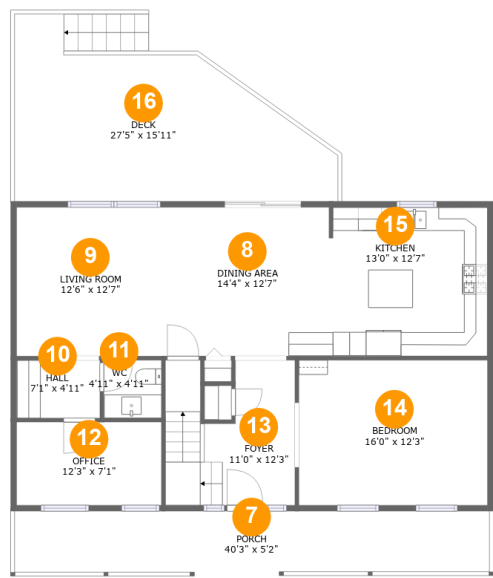 16
DECK
27'5" x 15'11"
15
KITCHEN
13'0" x 12'7"
8
DINING AREA
14'4" x 12'7"
9
LIVING ROOM
12'6" x 12'7"
10
HALL
7'1" x 4'11"
11
WC
4'11" x 4'11"
14
BEDROOM
16'0" x 12'3"
13
FOYER
11'0" x 12'3"
12
OFFICE
12'3" x 7'1"
7
PORCH
40'3" x 5'2"